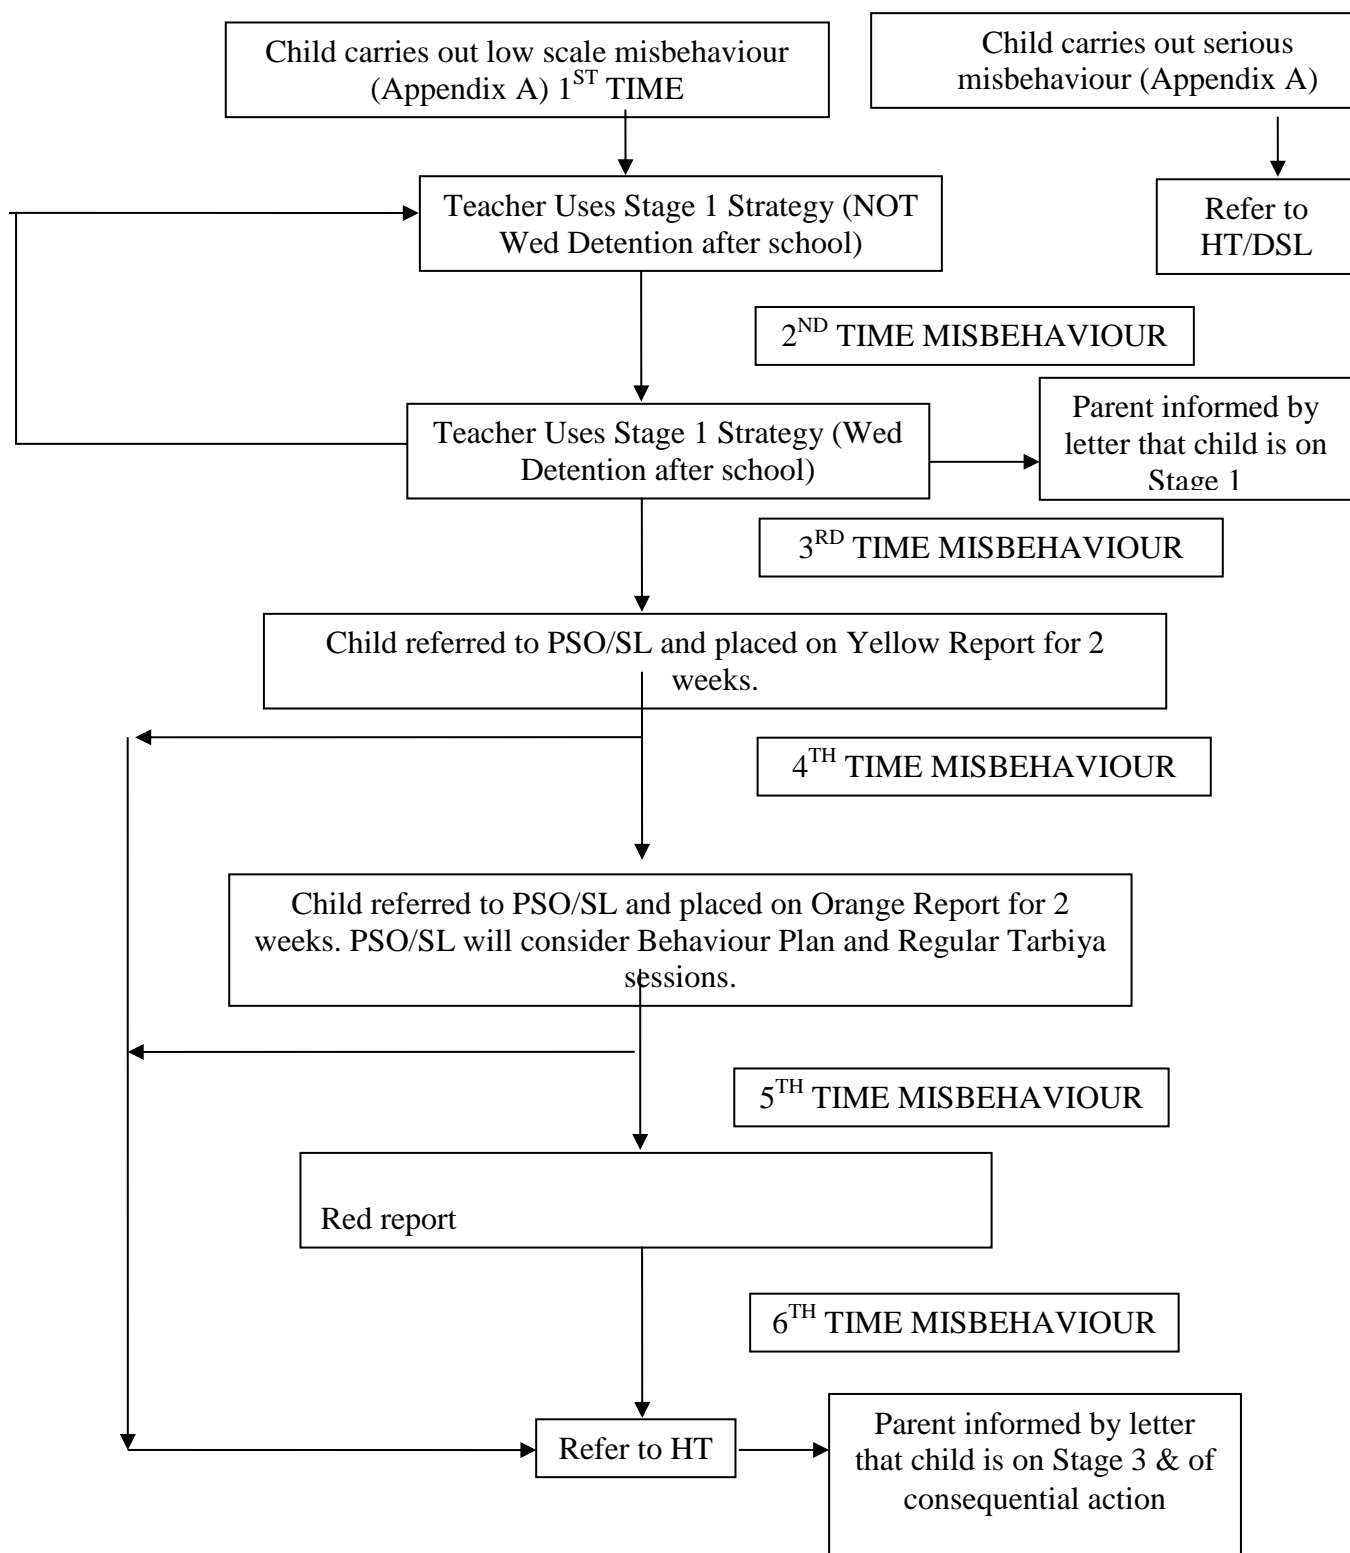 Child carries out low scale misbehaviour
(Appendix A) 1ST TIME
Child carries out serious
misbehaviour (Appendix A)
Teacher Uses Stage 1 Strategy (NOT
Wed Detention after school)
Refer to
HT/DSL
2ND TIME MISBEHAVIOUR
Teacher Uses Stage 1 Strategy (Wed
Detention after school)
Parent informed by
letter that child is on
Stage 1
3RD TIME MISBEHAVIOUR
Child referred to PSO/SL and placed on Yellow Report for 2
weeks.
4TH TIME MISBEHAVIOUR
Child referred to PSO/SL and placed on Orange Report for 2
weeks. PSO/SL will consider Behaviour Plan and Regular Tarbiya
sessions.
5TH TIME MISBEHAVIOUR
Red report
6TH TIME MISBEHAVIOUR
Refer to HT
Parent informed by letter
that child is on Stage 3 & of
consequential action